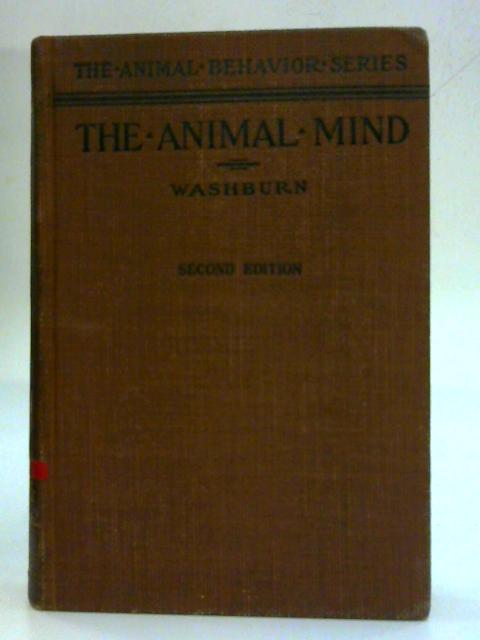 THE·ANIMAL·BEHAVIOR·SERIES
THE·ANIMAL·MIND
WASHBURN
SECOND EDITION